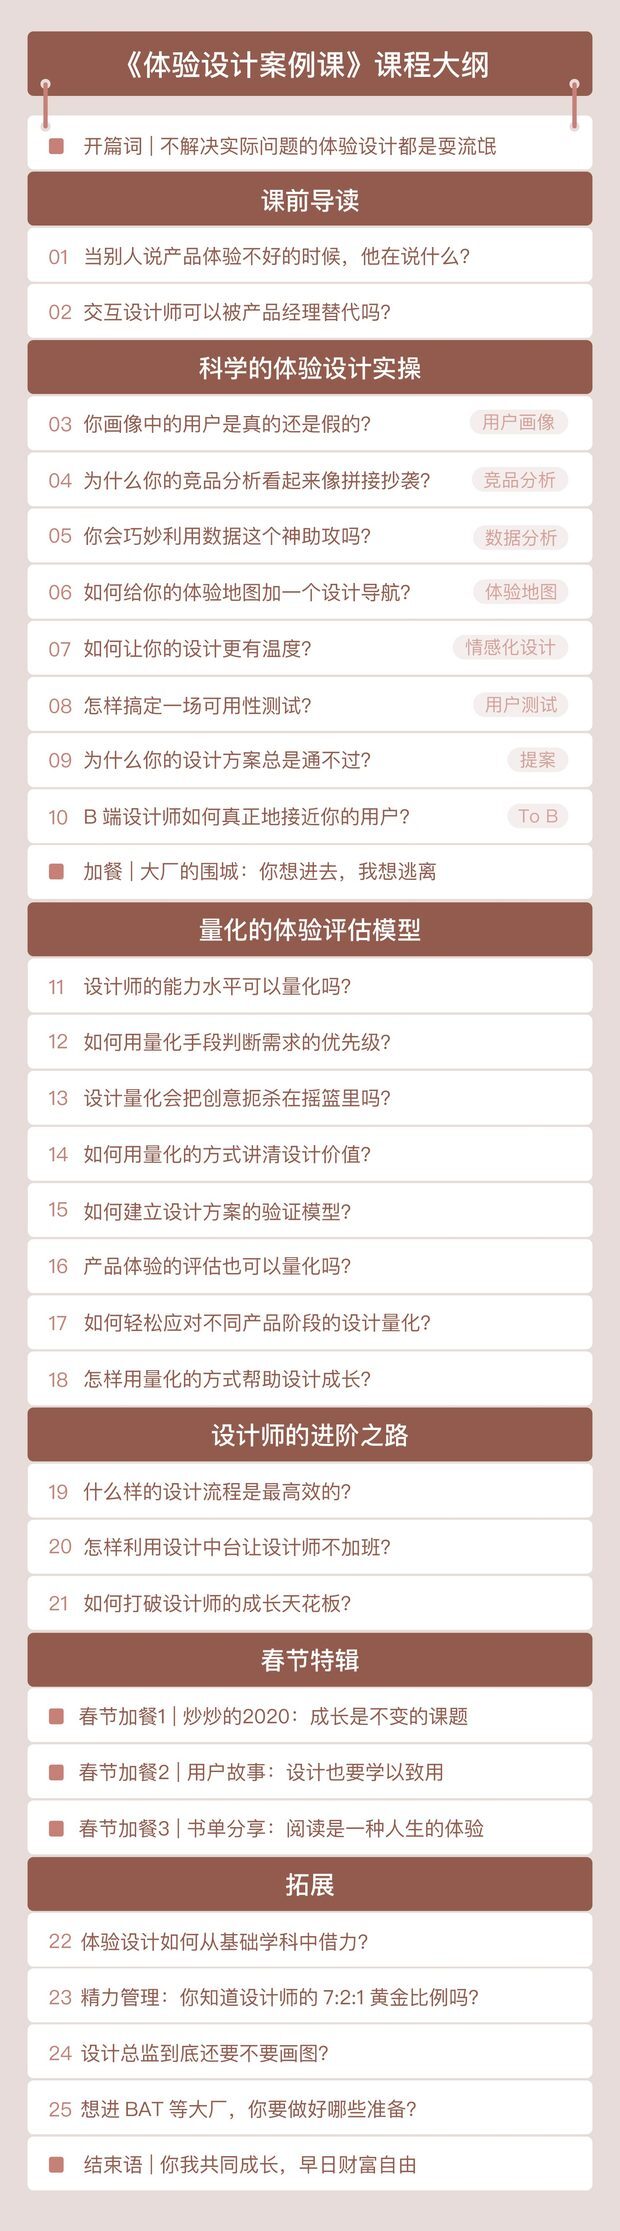 《体验设计案例课》课程大纲
开篇词 | 不解决实际问题的体验设计都是耍流氓
课前导读
01 当别人说产品体验不好的时候，他在说什么？
02 交互设计师可以被产品经理替代吗？
科学的体验设计实操
03 你画像中的用户是真的还是假的？ 用户画像
04 为什么你的竞品分析看起来像拼接抄袭？ 竞品分析
05 你会巧妙利用数据这个神助攻吗？ 数据分析
06 如何给你的体验地图加一个设计导航？ 体验地图
07 如何让你的设计更有温度？ 情感化设计
08 怎样搞定一场可用性测试？ 用户测试
09 为什么你的设计方案总是通不过？ 提案
10 B 端设计师如何真正地接近你的用户？ To B
加餐 | 大厂的围城：你想进去，我想逃离
量化的体验评估模型
11 设计师的能力水平可以量化吗？
12 如何用量化手段判断需求的优先级？
13 设计量化会把创意扼杀在摇篮里吗？
14 如何用量化的方式讲清设计价值？
15 如何建立设计方案的验证模型？
16 产品体验的评估也可以量化吗？
17 如何轻松应对不同产品阶段的设计量化？
18 怎样用量化的方式帮助设计成长？
设计师的进阶之路
19 什么样的设计流程是最高效的？
20 怎样利用设计中台让设计师不加班？
21 如何打破设计师的成长天花板？
春节特辑
春节加餐1 | 炒炒的2020：成长是不变的课题
春节加餐2 | 用户故事：设计也要学以致用
春节加餐3 | 书单分享：阅读是一种人生的体验
拓展
22 体验设计如何从基础学科中借力？
23 精力管理：你知道设计师的 7:2:1 黄金比例吗？
24 设计总监到底还要不要画图？
25 想进 BAT 等大厂，你要做好哪些准备？
结束语 | 你我共同成长，早日财富自由